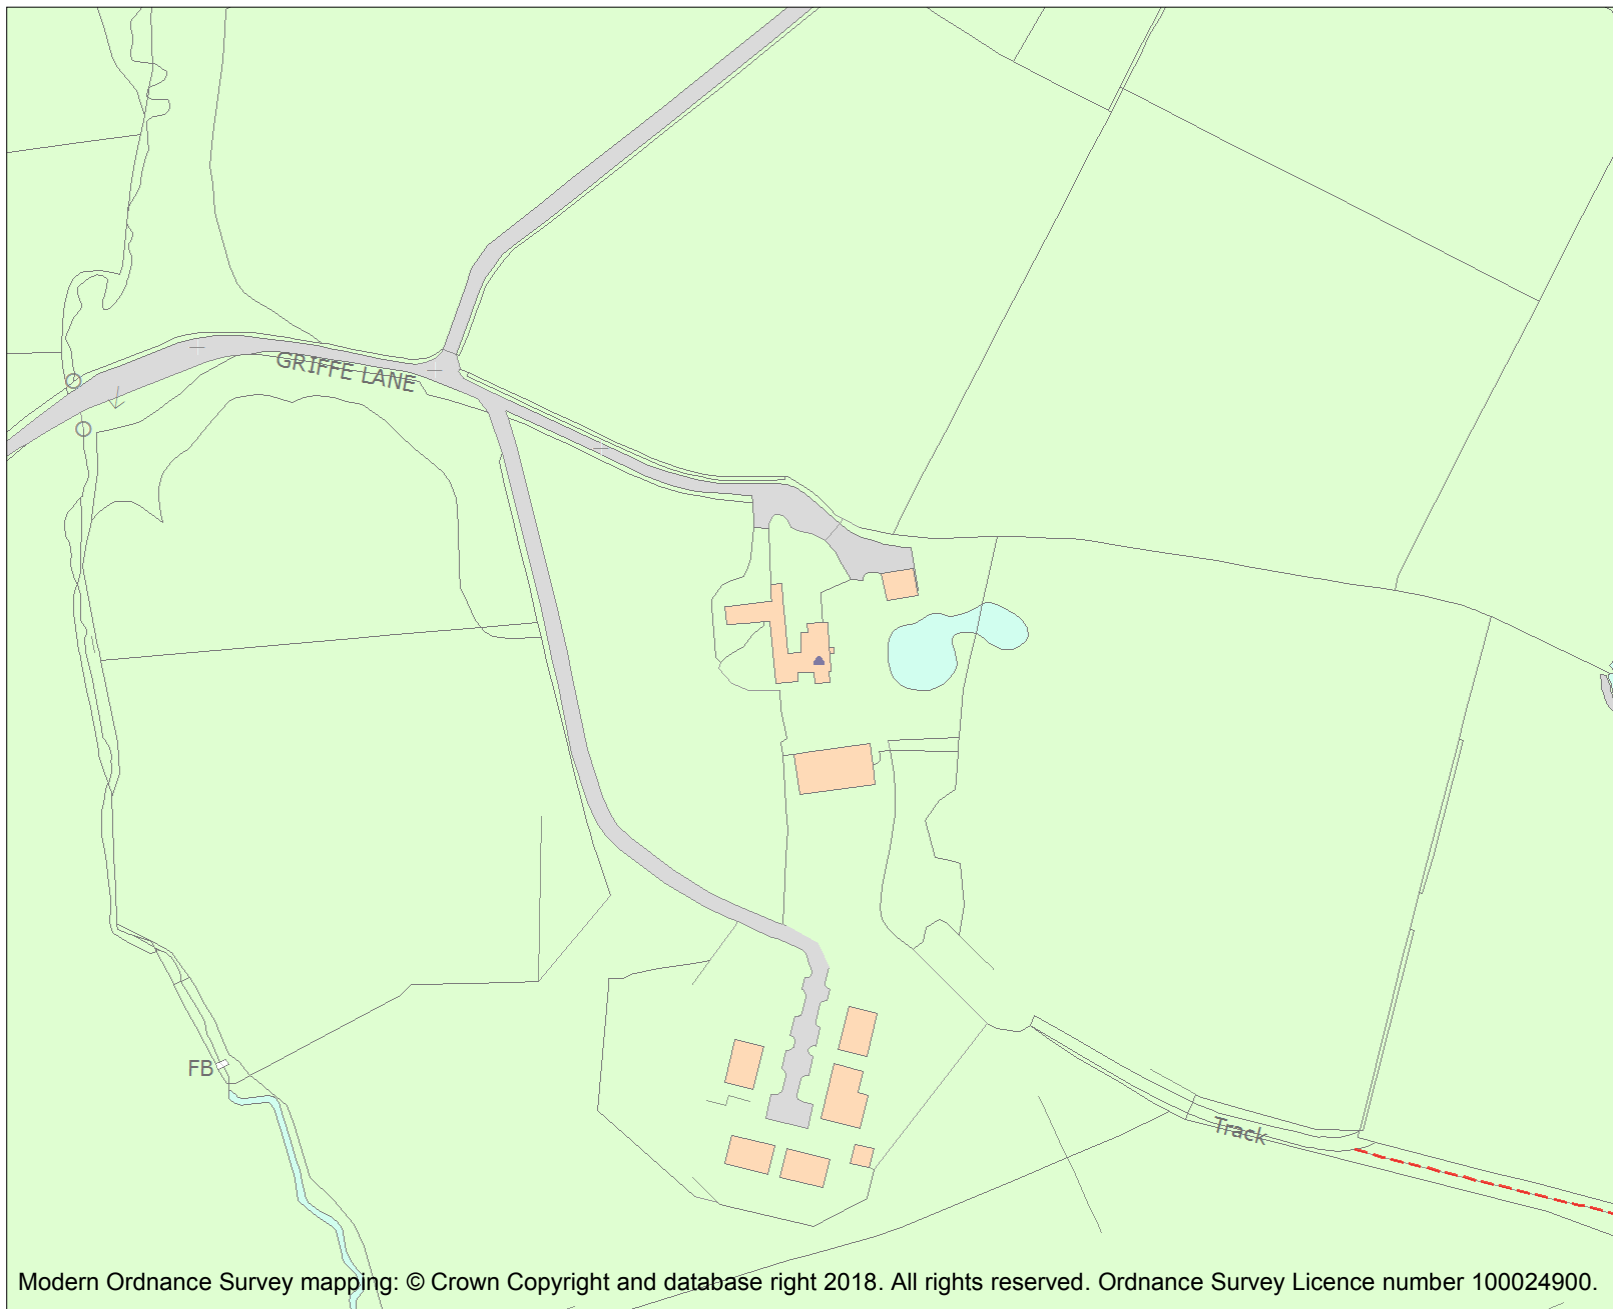 GRIFFE LANE
FB
Track
Modern Ordnance Survey mapping: © Crown Copyright and database right 2018. All rights reserved. Ordnance Survey Licence number 100024900.